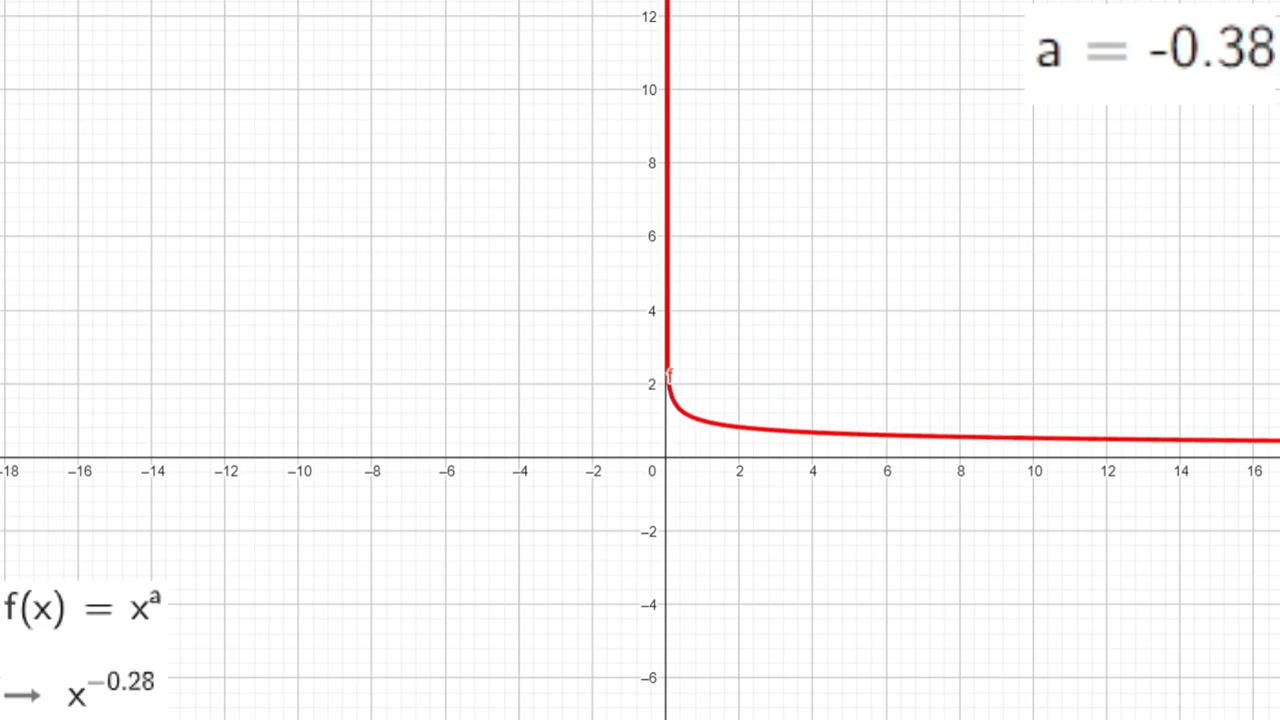 12
a = -0.38
10
8
6
4
f
2
-18 –16 –14 –12 –10 –8 –6 –4 –2 0 2 4 6 8 10 12 14 16
–2
f(x) = xᵃ
–4
→ x⁻⁰·²⁸
–6